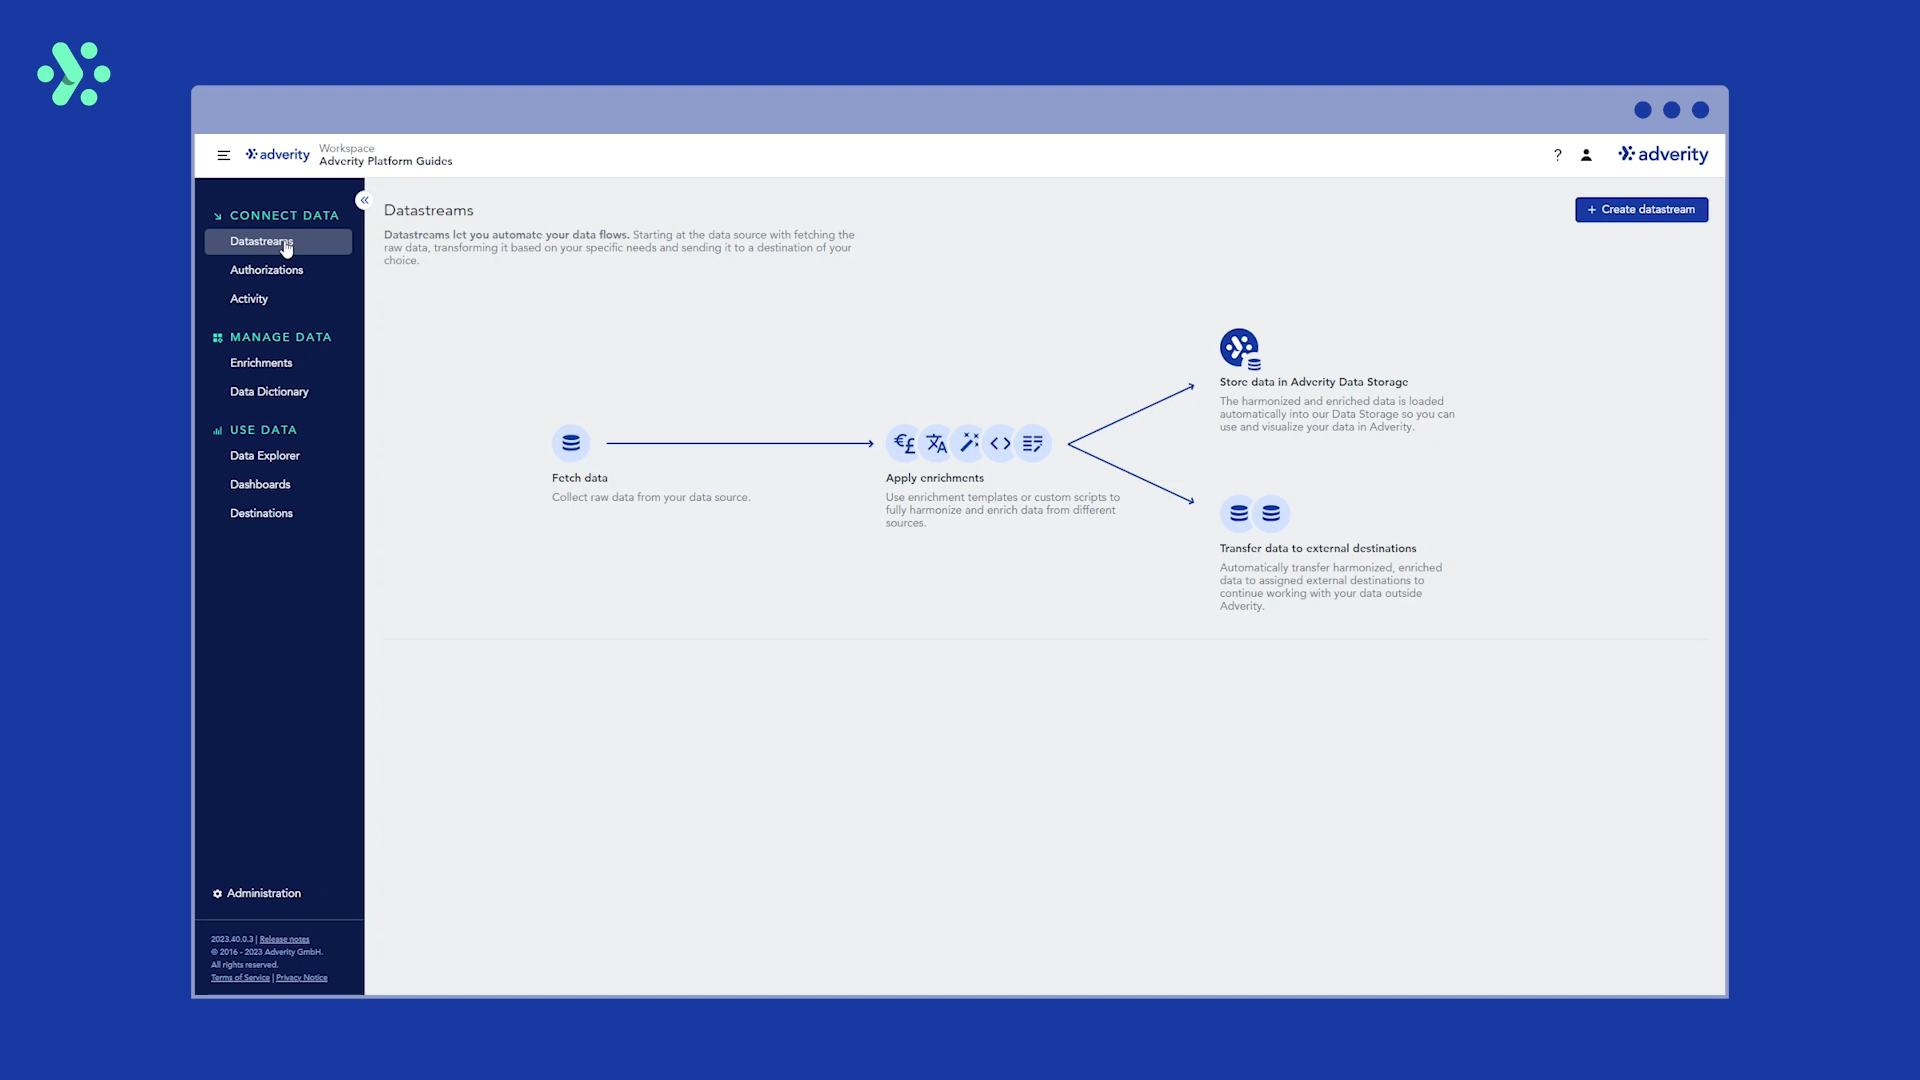 adverity
Workspace
Adverity Platform Guides
?
adverity
CONNECT DATA
Datastreams
Authorizations
Activity
MANAGE DATA
Enrichments
Data Dictionary
USE DATA
Data Explorer
Dashboards
Destinations
Administration
2023.40.0.3 | Release notes
© 2016 - 2023 Adverity GmbH.
All rights reserved.
Terms of Service | Privacy Notice
Datastreams
+ Create datastream
Datastreams let you automate your data flows. Starting at the data source with fetching the
raw data, transforming it based on your specific needs and sending it to a destination of your
choice.
Fetch data
Collect raw data from your data source.
Apply enrichments
Use enrichment templates or custom scripts to
fully harmonize and enrich data from different
sources.
Store data in Adverity Data Storage
The harmonized and enriched data is loaded
automatically into our Data Storage so you can
use and visualize your data in Adverity.
Transfer data to external destinations
Automatically transfer harmonized, enriched
data to assigned external destinations to
continue working with your data outside
Adverity.